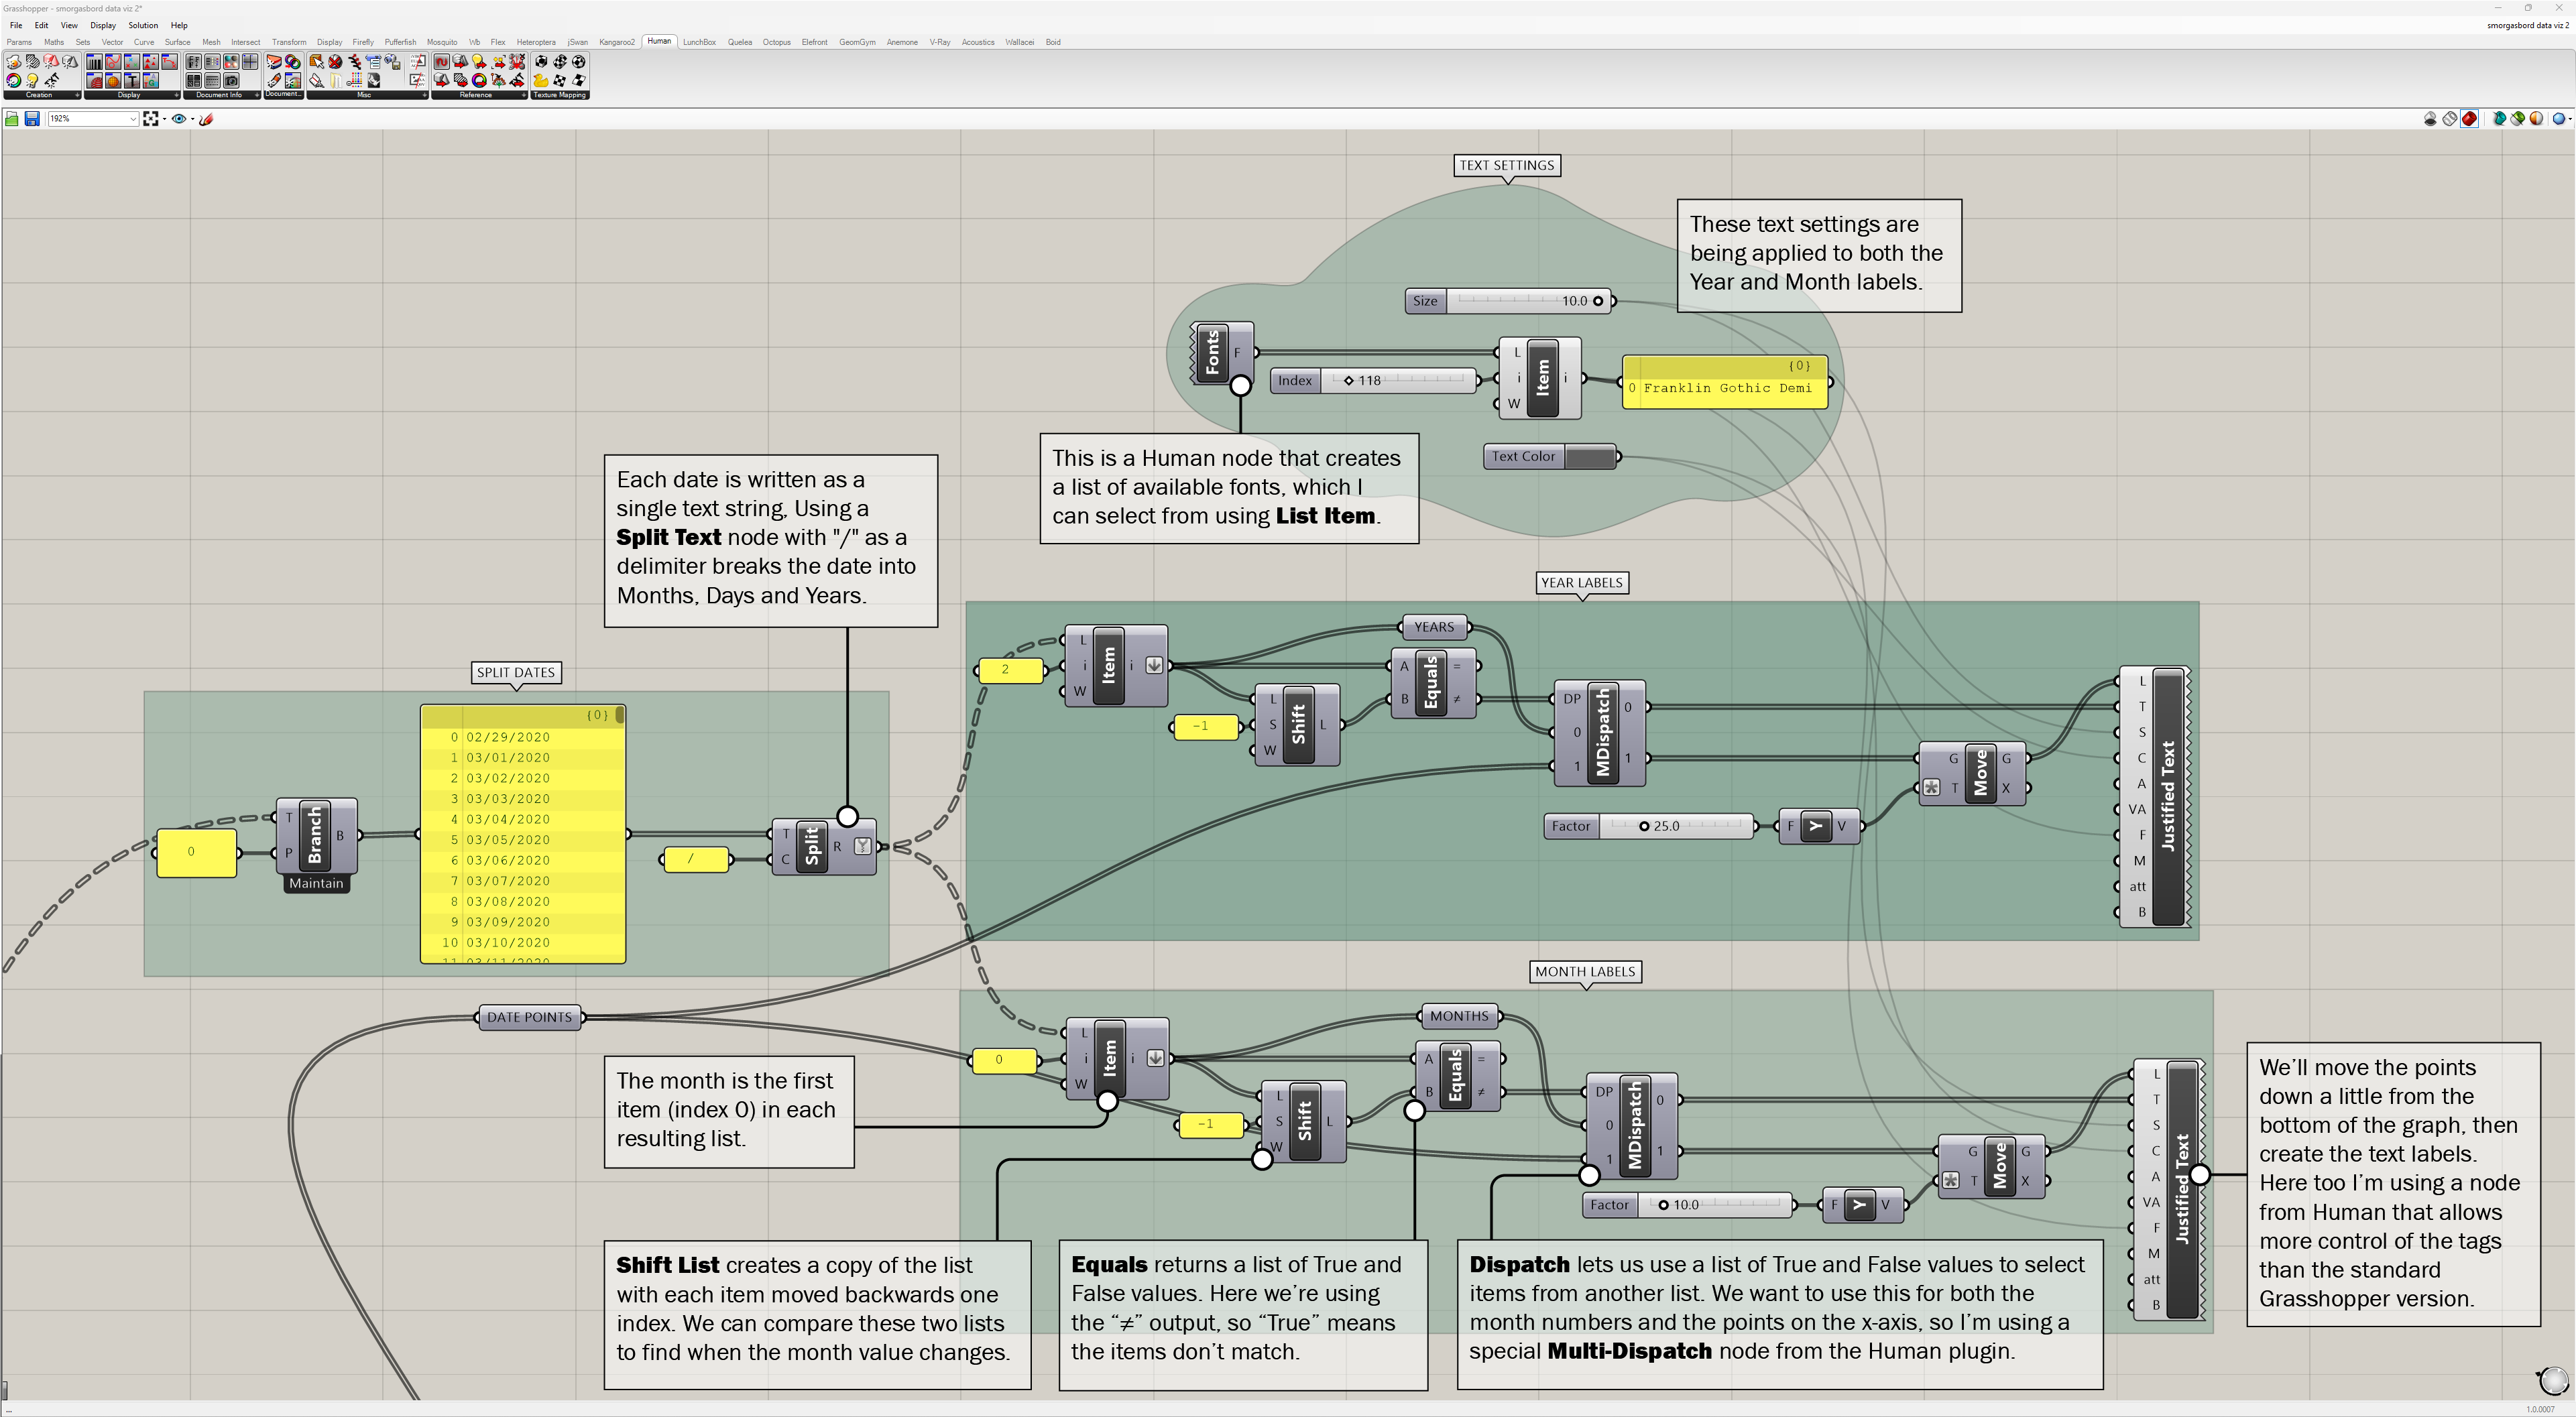 Grasshopper - smorgasbord data viz 2*
File Edit View Display Solution Help
smorgasbord data viz 2
Params Maths Sets Vector Curve Surface Mesh Intersect Transform Display Firefly Pufferfish Mosquito Wb Flex Heteroptera jSwan Kangaroo2 Human LunchBox Quelea Octopus Elefront GeomGym Anemone V-Ray Acoustics Wallacei Boid
Creation Display Document Info Document... Misc Reference Texture Mapping
192%
TEXT SETTINGS
These text settings are
being applied to both the
Year and Month labels.
Size 10.0
Fonts F
Index 118
L i W Item i
{0}
0 Franklin Gothic Demi
Text Color
This is a Human node that creates
a list of available fonts, which I
can select from using List Item.
Each date is written as a
single text string, Using a
Split Text node with "/" as a
delimiter breaks the date into
Months, Days and Years.
SPLIT DATES
0
T P Branch B
Maintain
{0}
0 02/29/2020
1 03/01/2020
2 03/02/2020
3 03/03/2020
4 03/04/2020
5 03/05/2020
6 03/06/2020
7 03/07/2020
8 03/08/2020
9 03/09/2020
10 03/10/2020
11 03/11/2020
/
T C Split R
YEAR LABELS
2
L i W Item i
YEARS
-1
L S W Shift L
A B Equals = ≠
DP 0 1 MDispatch 0 1
Factor 25.0
F Y V
G T Move G X
L T S C A VA F M att B Justified Text
DATE POINTS
MONTH LABELS
0
L i W Item i
MONTHS
-1
L S W Shift L
A B Equals = ≠
DP 0 1 MDispatch 0 1
Factor 10.0
F Y V
G T Move G X
L T S C A VA F M att B Justified Text
The month is the first
item (index 0) in each
resulting list.
Shift List creates a copy of the list
with each item moved backwards one
index. We can compare these two lists
to find when the month value changes.
Equals returns a list of True and
False values. Here we’re using
the “≠” output, so “True” means
the items don’t match.
Dispatch lets us use a list of True and False values to select
items from another list. We want to use this for both the
month numbers and the points on the x-axis, so I’m using a
special Multi-Dispatch node from the Human plugin.
We’ll move the points
down a little from the
bottom of the graph, then
create the text labels.
Here too I’m using a node
from Human that allows
more control of the tags
than the standard
Grasshopper version.
...
1.0.0007